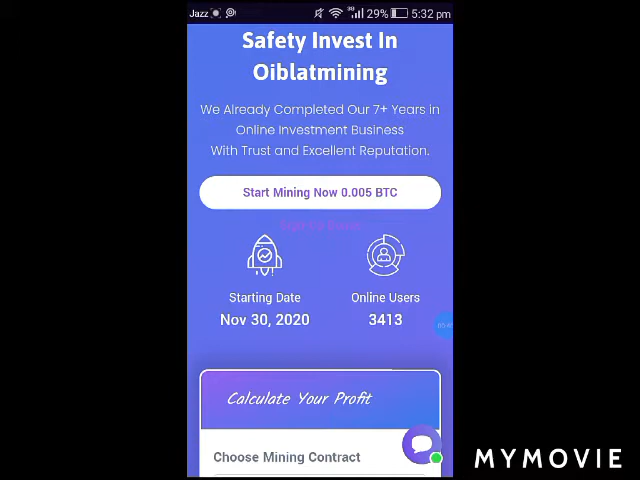 Jazz 3G 29% 5:32 pm
Safety Invest In
Oiblatmining
We Already Completed Our 7+ Years in
Online Investment Business
With Trust and Excellent Reputation.
Start Mining Now 0.005 BTC
Starting Date
Online Users
Nov 30, 2020
3413
Calculate Your Profit
Choose Mining Contract
MYMOVIE